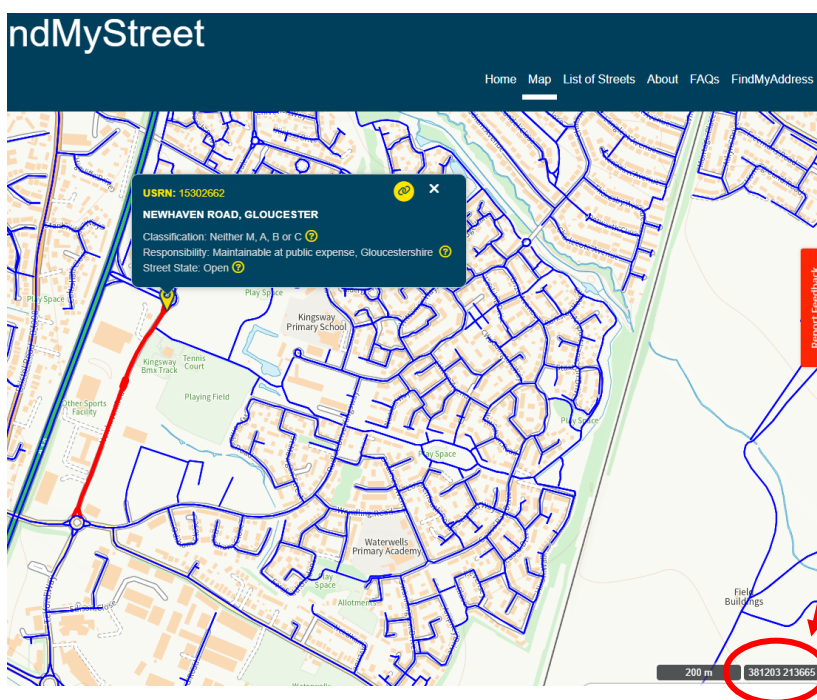 ndMyStreet
Home Map List of Streets About FAQs FindMyAddress
USRN: 15302662
NEWHAVEN ROAD, GLOUCESTER
Classification: Neither M, A, B or C ?
Responsibility: Maintainable at public expense, Gloucestershire ?
Street State: Open ?
Report Feedback
Play Space
Play Space
Kingsway
Primary School
Kingsway
Bmx Track
Tennis
Court
Playing Field
Other Sports
Facility
Play Space
Play Space
Waterwells
Primary Academy
Play
Space
Allotments
Field
Buildings
200 m
381203 213665